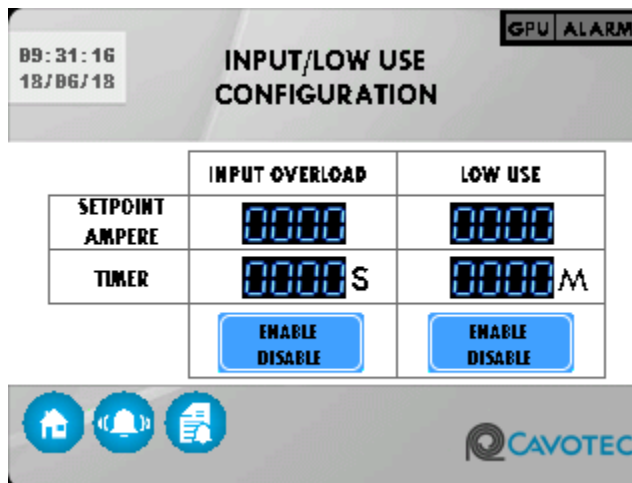 GPU ALARM
09:31:16
18/06/18
INPUT/LOW USE
CONFIGURATION
INPUT OVERLOAD LOW USE
SETPOINT
AMPERE
0000 0000
TIMER 0000 S 0000 M
ENABLE
DISABLE
ENABLE
DISABLE
CAVOTEC